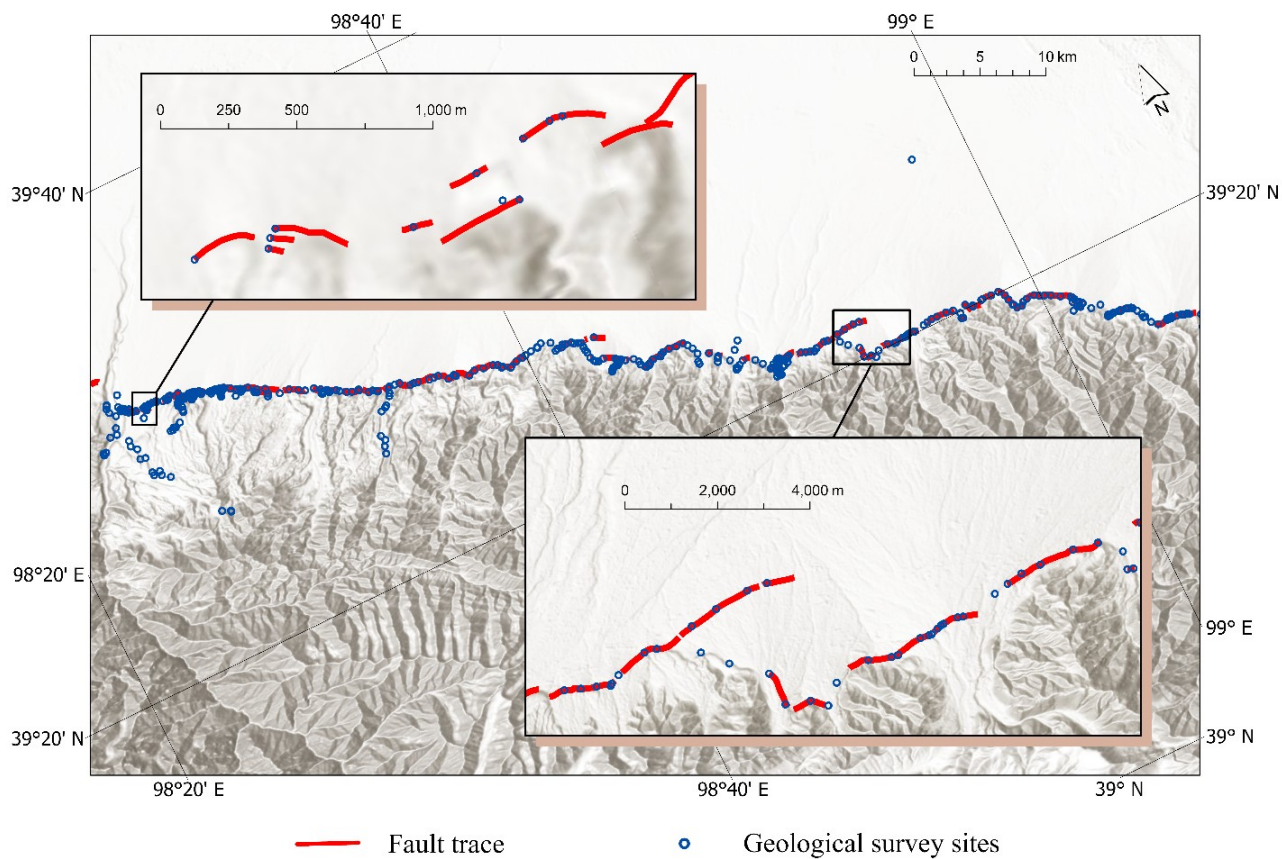 98°40' E
99° E
0 5 10 km
N
0 250 500 1,000 m
39°40' N
39°20' N
0 2,000 4,000 m
98°20' E
99° E
39°20' N
39° N
98°20' E
98°40' E
39° N
Fault trace
Geological survey sites